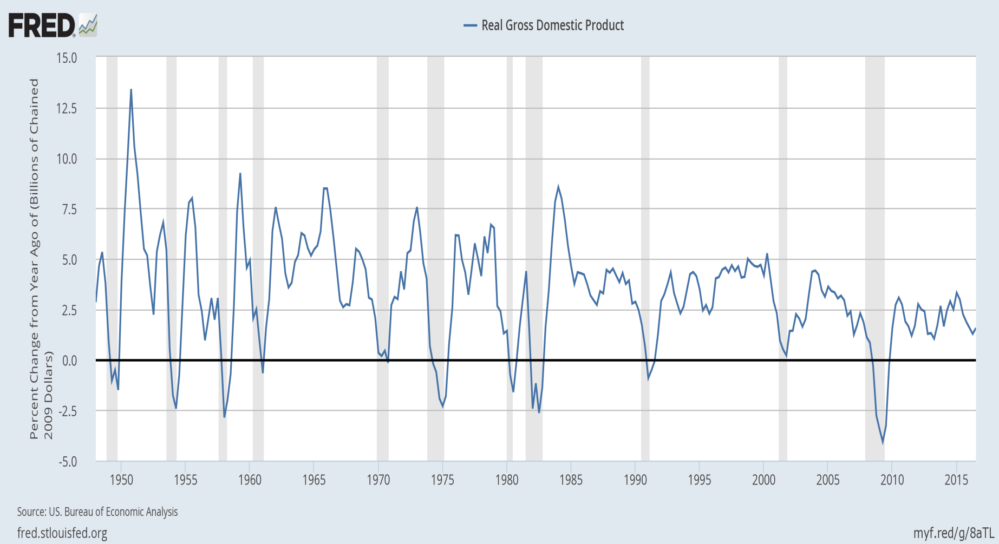 FRED
Real Gross Domestic Product
Percent Change from Year Ago of (Billions of Chained
2009 Dollars)
15.0
12.5
10.0
7.5
5.0
2.5
0.0
-2.5
-5.0
1950 1955 1960 1965 1970 1975 1980 1985 1990 1995 2000 2005 2010 2015
Source: US. Bureau of Economic Analysis
fred.stlouisfed.org
myf.red/g/8aTL